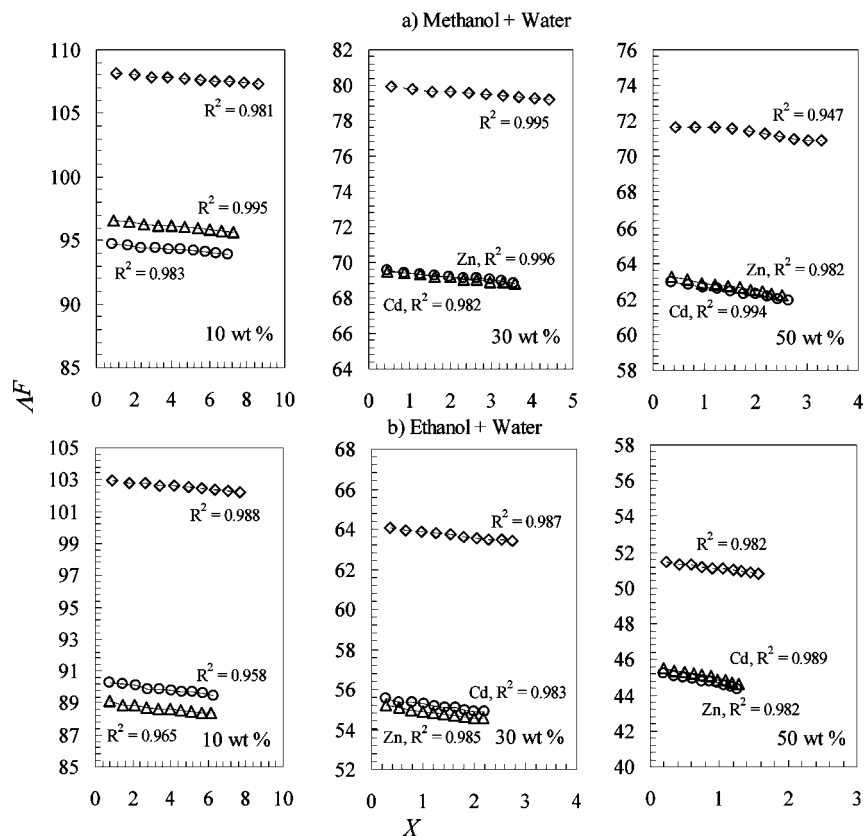 a) Methanol + Water
108
105
100
95
90
85
R² = 0.981
R² = 0.995
R² = 0.983
10 wt %
0 2 4 6 8 10
82
80
78
76
74
72
70
68
66
64
R² = 0.995
Zn, R² = 0.996
Cd, R² = 0.982
30 wt %
0 1 2 3 4 5
76
74
72
70
68
66
64
62
60
58
R² = 0.947
Zn, R² = 0.982
Cd, R² = 0.994
50 wt %
0 1 2 3 4
ΛF
b) Ethanol + Water
105
103
101
99
97
95
93
91
89
87
85
R² = 0.988
R² = 0.958
R² = 0.965
10 wt %
0 2 4 6 8 10
68
66
64
62
60
58
56
54
52
R² = 0.987
Cd, R² = 0.983
Zn, R² = 0.985
30 wt %
0 1 2 3 4
58
56
54
52
50
48
46
44
42
40
R² = 0.982
Cd, R² = 0.989
Zn, R² = 0.982
50 wt %
0 1 2 3
X